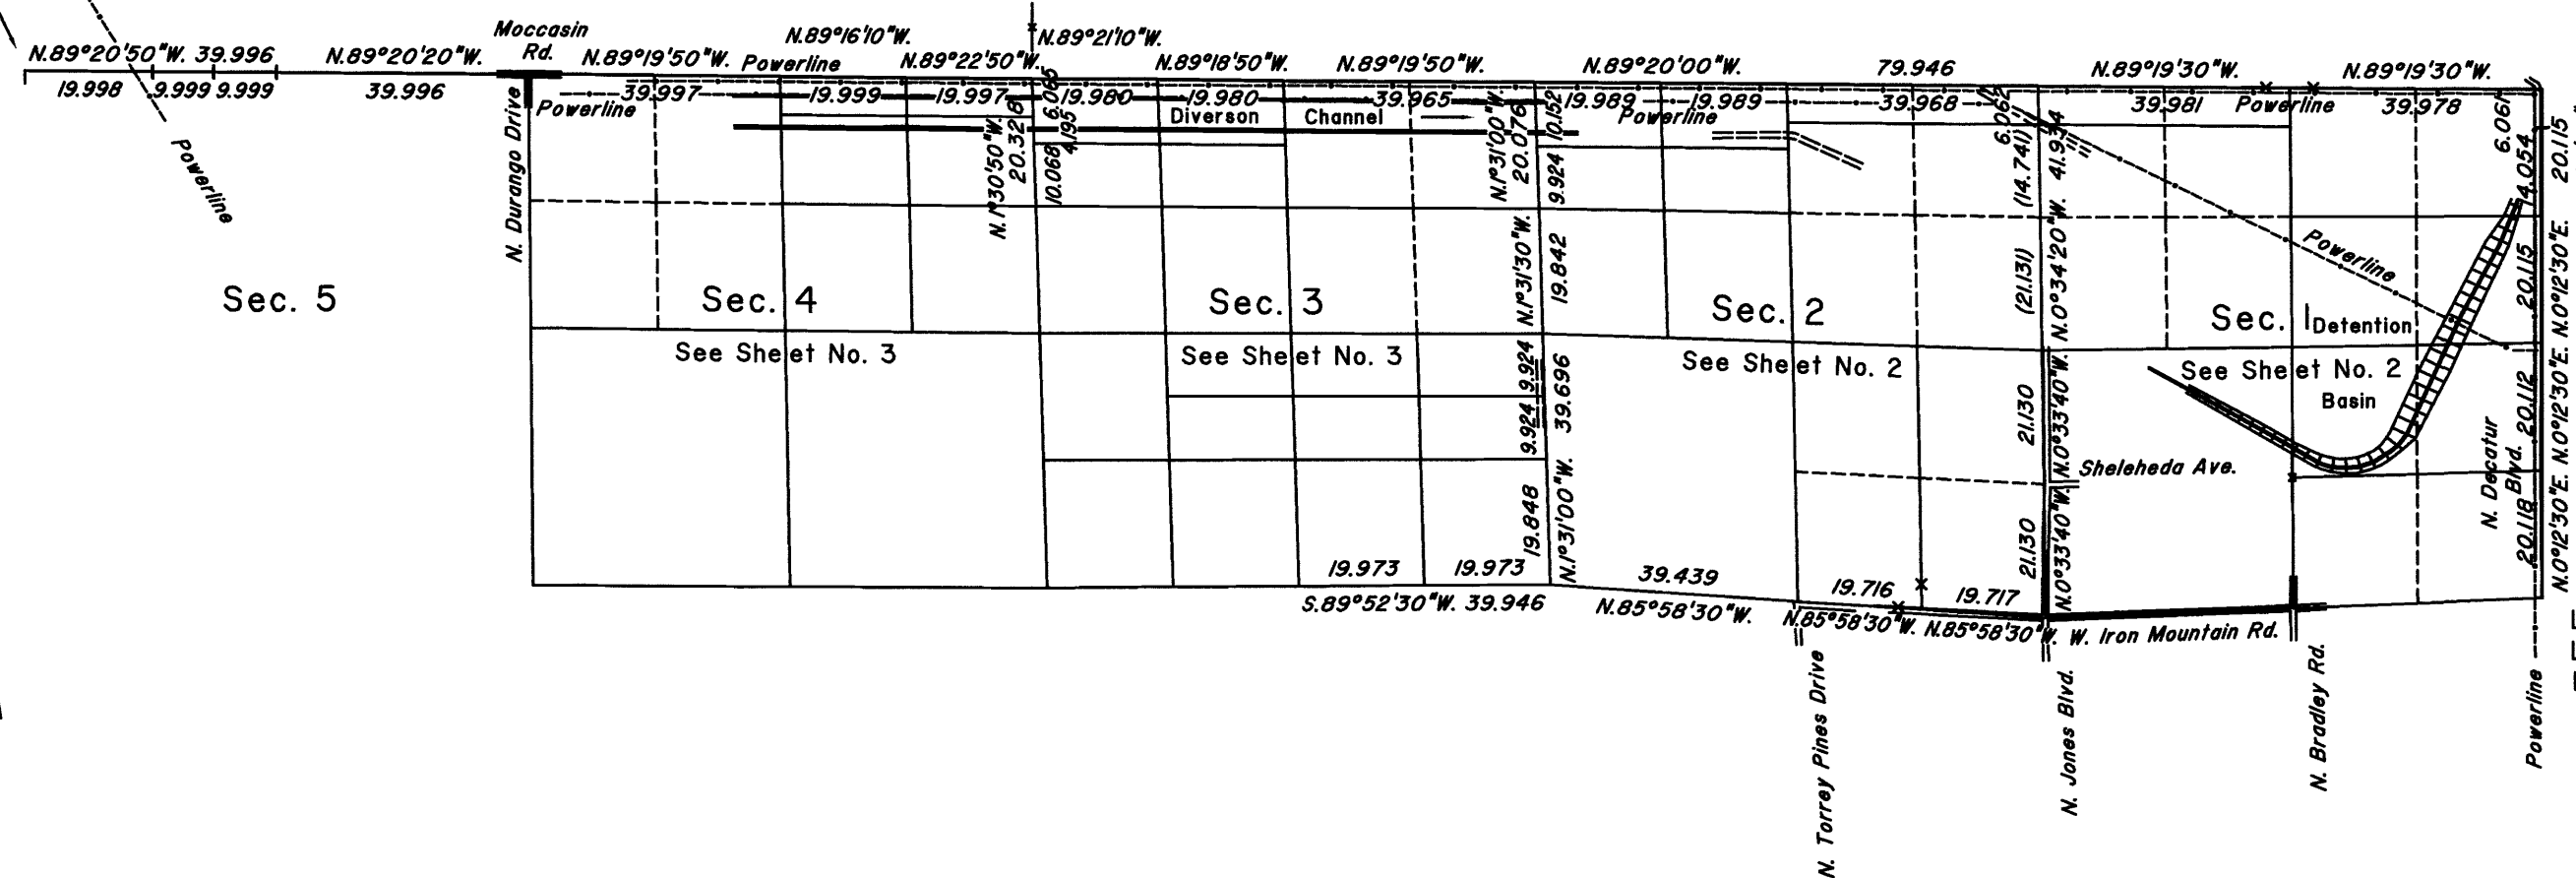 Moccasin
Rd.
N.89°16'10"W.
N.89°21'10"W.
N.89°20'50"W. 39.996
N.89°20'20"W.
N.89°19'50"W.
Powerline
N.89°22'50"W.
N.89°18'50"W.
N.89°19'50"W.
N.89°20'00"W.
79.946
N.89°19'30"W.
N.89°19'30"W.
19.998
9.999
9.999
39.996
39.997
19.999
19.997
19.980
19.980
39.965
19.989
19.989
39.968
39.981
Powerline
39.978
Powerline
Diverson
Channel
Powerline
Powerline
N. Durango Drive
N.1°30'50"W.
20.328
6.065
4.195
10.068
N.1°31'00"W.
20.076
10.152
9.924
6.062
(14.741)
41.934
6.061
14.054
20.115
N.1°31'30"W.
19.842
(21.131)
N.0°34'20"W.
Powerline
20.115
N.0°12'30"E.
Sec. 5
Sec. 4
Sec. 3
Sec. 2
Sec. 1
Detention
See Sheet No. 3
See Sheet No. 3
See Sheet No. 2
See Sheet No. 2
Basin
9.924
9.924
39.696
21.130
N.0°33'40"W.
20.112
N.0°12'30"E.
Sheleheda Ave.
N. Decatur
Blvd.
19.848
N.1°31'00"W.
21.130
N.0°33'40"W.
20.118
N.0°12'30"E.
19.973
19.973
39.439
19.716
19.717
S.89°52'30"W. 39.946
N.85°58'30"W.
N.85°58'30"W.
N.85°58'30"W.
W. Iron Mountain Rd.
N. Torrey Pines Drive
N. Jones Blvd.
N. Bradley Rd.
Powerline